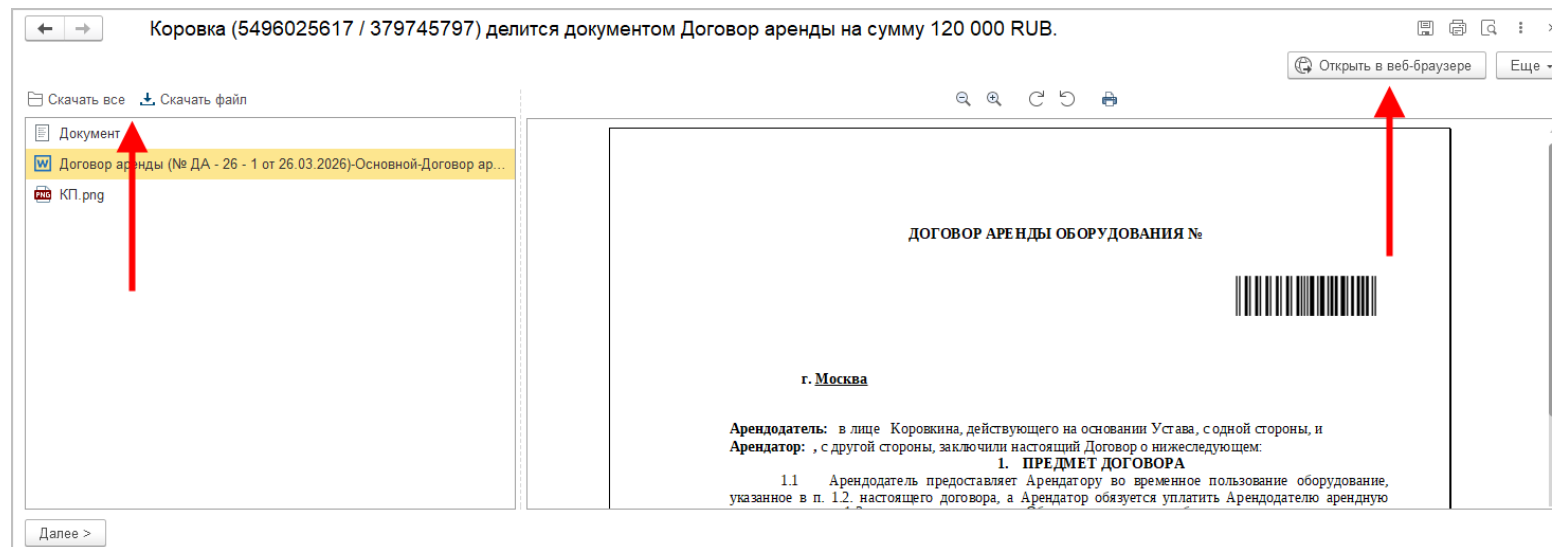 Коровка (5496025617 / 379745797) делится документом Договор аренды на сумму 120 000 RUB.
Открыть в веб-браузере
Еще
Скачать все
Скачать файл
Документ
Договор аренды (№ ДА - 26 - 1 от 26.03.2026)-Основной-Договор ар...
PNG КП.png
ДОГОВОР АРЕНДЫ ОБОРУДОВАНИЯ №
г. Москва
Арендодатель: в лице Коровкина, действующего на основании Устава, с одной стороны, и
Арендатор: , с другой стороны, заключили настоящий Договор о нижеследующем:
1. ПРЕДМЕТ ДОГОВОРА
1.1 Арендодатель предоставляет Арендатору во временное пользование оборудование,
указанное в п. 1.2. настоящего договора, а Арендатор обязуется уплатить Арендодателю арендную
Далее >